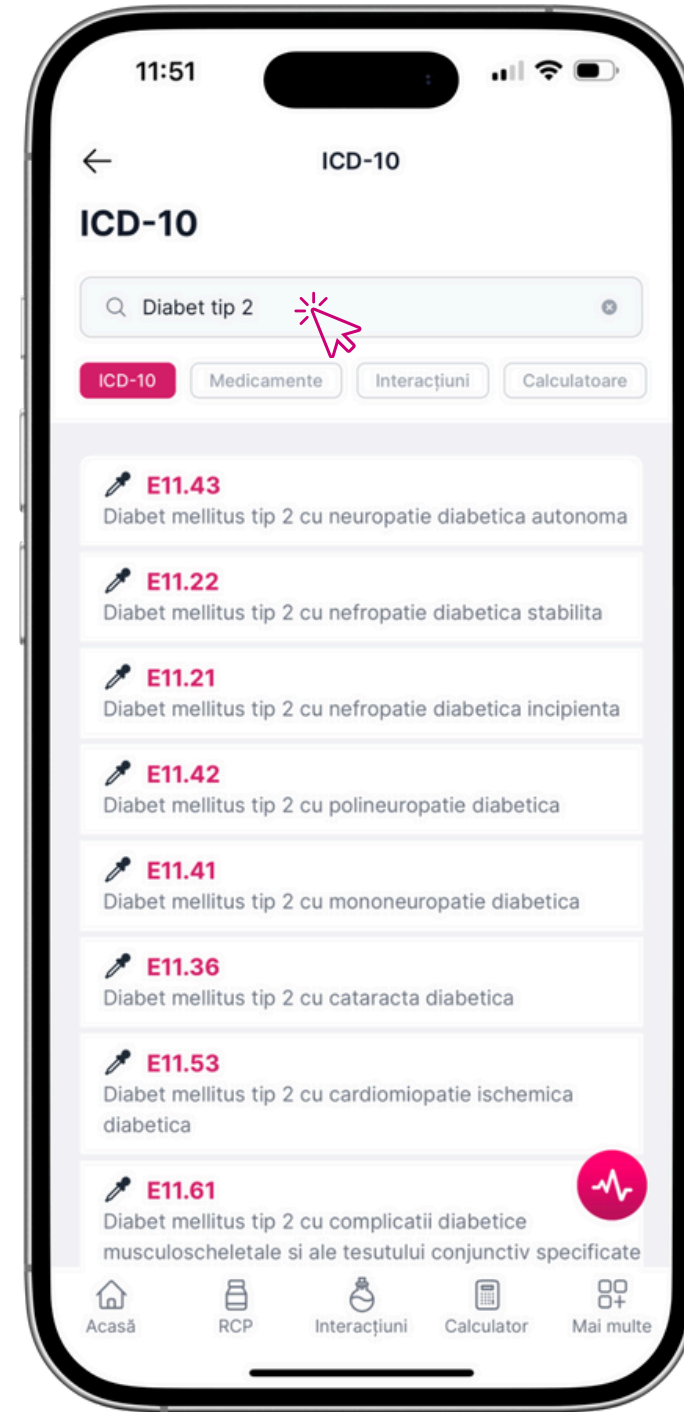 11:51
ICD-10
ICD-10
Diabet tip 2
ICD-10 Medicamente Interacțiuni Calculatoare
E11.43
Diabet mellitus tip 2 cu neuropatie diabetica autonoma
E11.22
Diabet mellitus tip 2 cu nefropatie diabetica stabilita
E11.21
Diabet mellitus tip 2 cu nefropatie diabetica incipienta
E11.42
Diabet mellitus tip 2 cu polineuropatie diabetica
E11.41
Diabet mellitus tip 2 cu mononeuropatie diabetica
E11.36
Diabet mellitus tip 2 cu cataracta diabetica
E11.53
Diabet mellitus tip 2 cu cardiomiopatie ischemica
diabetica
E11.61
Diabet mellitus tip 2 cu complicatii diabetice
musculoscheletale si ale tesutului conjunctiv specificate
Acasă RCP Interacțiuni Calculator Mai multe